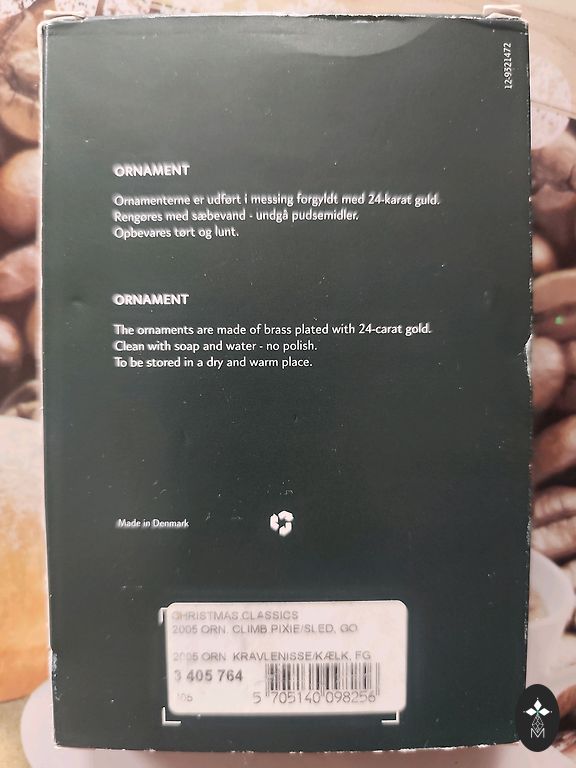 12-9521472
ORNAMENT
Ornamenterne er udført i messing forgyldt med 24-karat guld.
Rengøres med sæbevand - undgå pudsemidler.
Opbevares tørt og lunt.
ORNAMENT
The ornaments are made of brass plated with 24-carat gold.
Clean with soap and water - no polish.
To be stored in a dry and warm place.
Made in Denmark
CHRISTMAS CLASSICS
2005 ORN. CLIMB.PIXIE/SLED, GO
2005 ORN KRAVLENISSE/KÆLK, FG
3 405 764
5 705140 098256
M